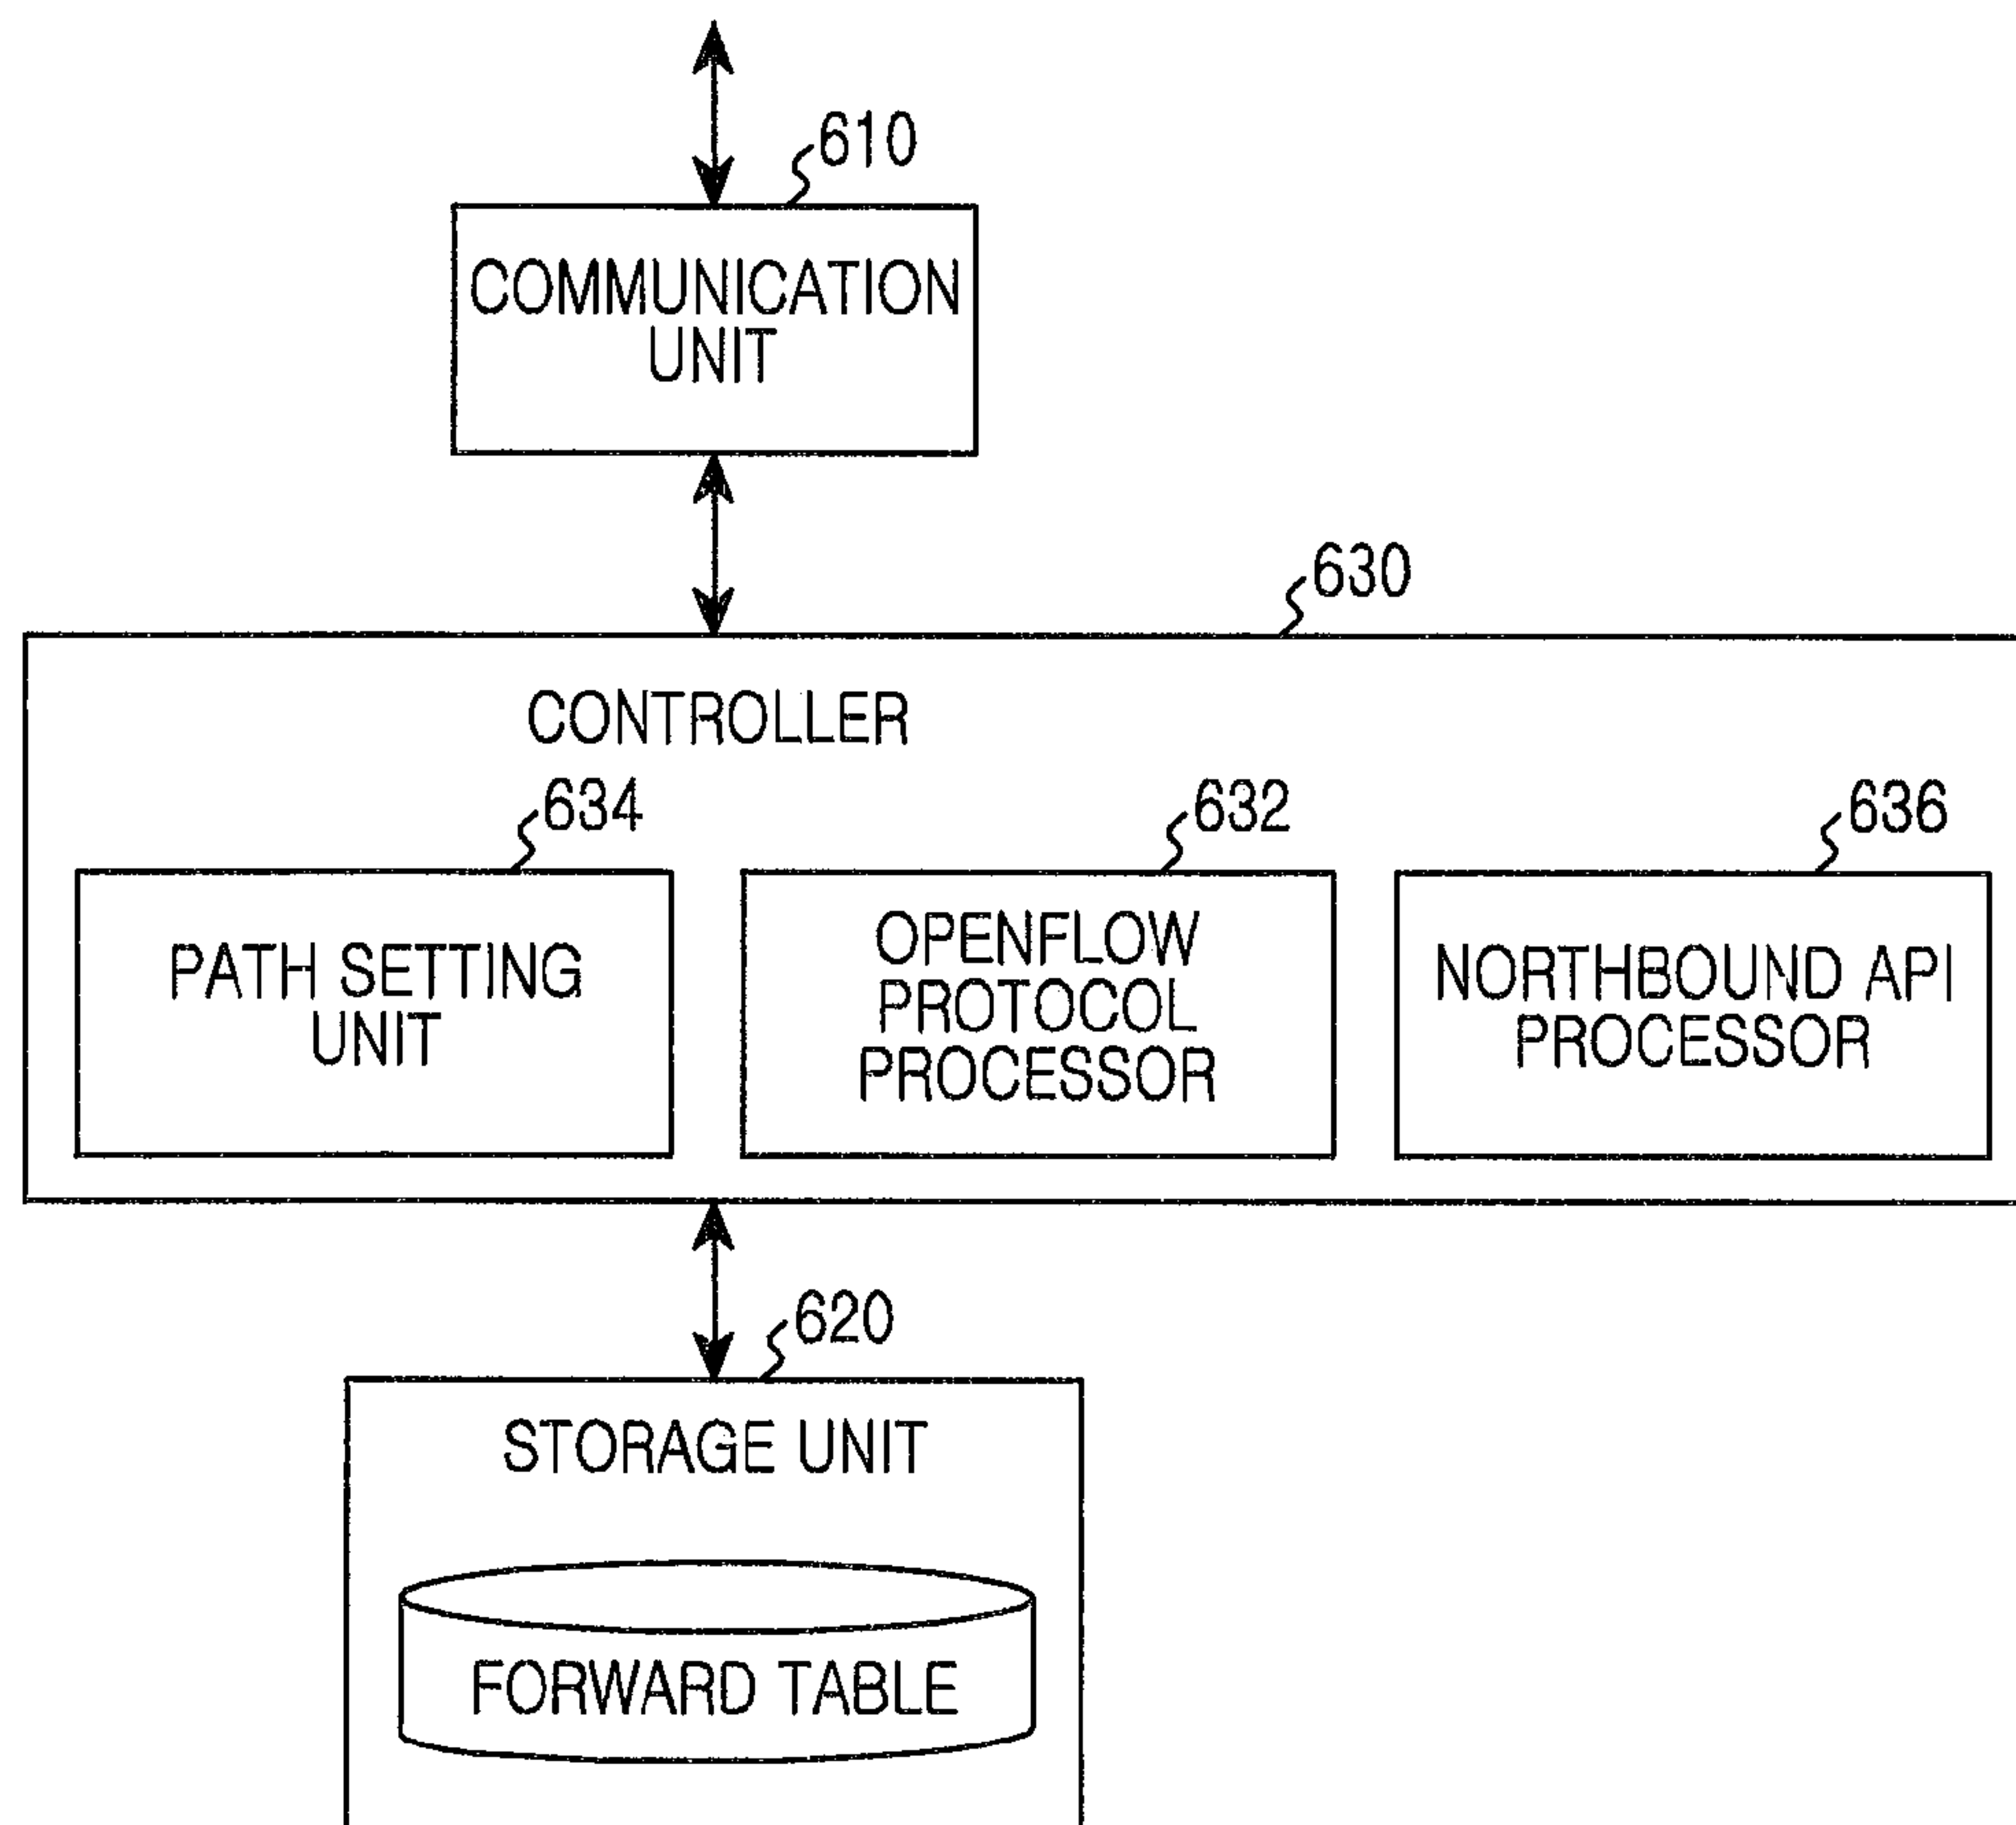 610
COMMUNICATION
UNIT
630
CONTROLLER
634
632
636
PATH SETTING
UNIT
OPENFLOW
PROTOCOL
PROCESSOR
NORTHBOUND API
PROCESSOR
620
STORAGE UNIT
FORWARD TABLE